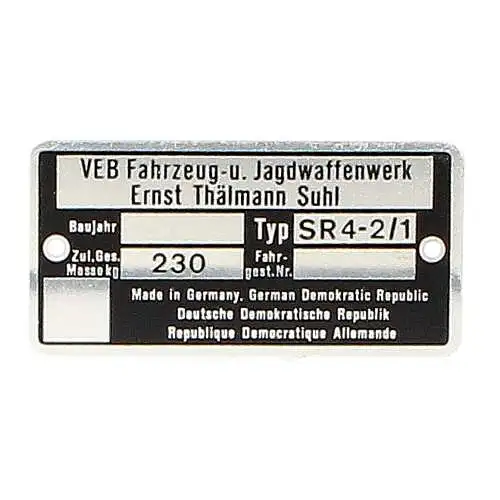 VEB Fahrzeug-u. Jagdwaffenwerk
Ernst Thälmann Suhl
Baujahr Typ SR4-2/1
Zul.Ges. Masse kg 230 Fahr-gest.Nr.
Made in Germany, German Demokratic Republic
Deutsche Demokratische Republik
Republique Democratique Allemande